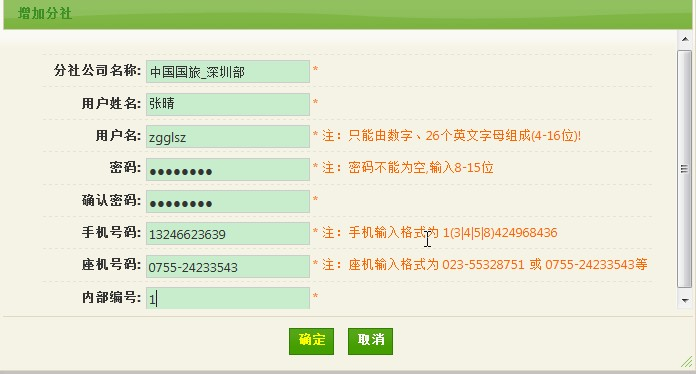 增加分社
分社公司名称: 中国国旅_深圳部 *
用户姓名: 张晴 *
用户名: zgglsz * 注：只能由数字、26个英文字母组成(4-16位)!
密码: ●●●●●●●● * 注：密码不能为空,输入8-15位
确认密码: ●●●●●●●● *
手机号码: 13246623639 * 注：手机输入格式为 1(3|4|5|8)424968436
座机号码: 0755-24233543 * 注：座机输入格式为 023-55328751 或 0755-24233543等
内部编号: 1 *
确定 取消